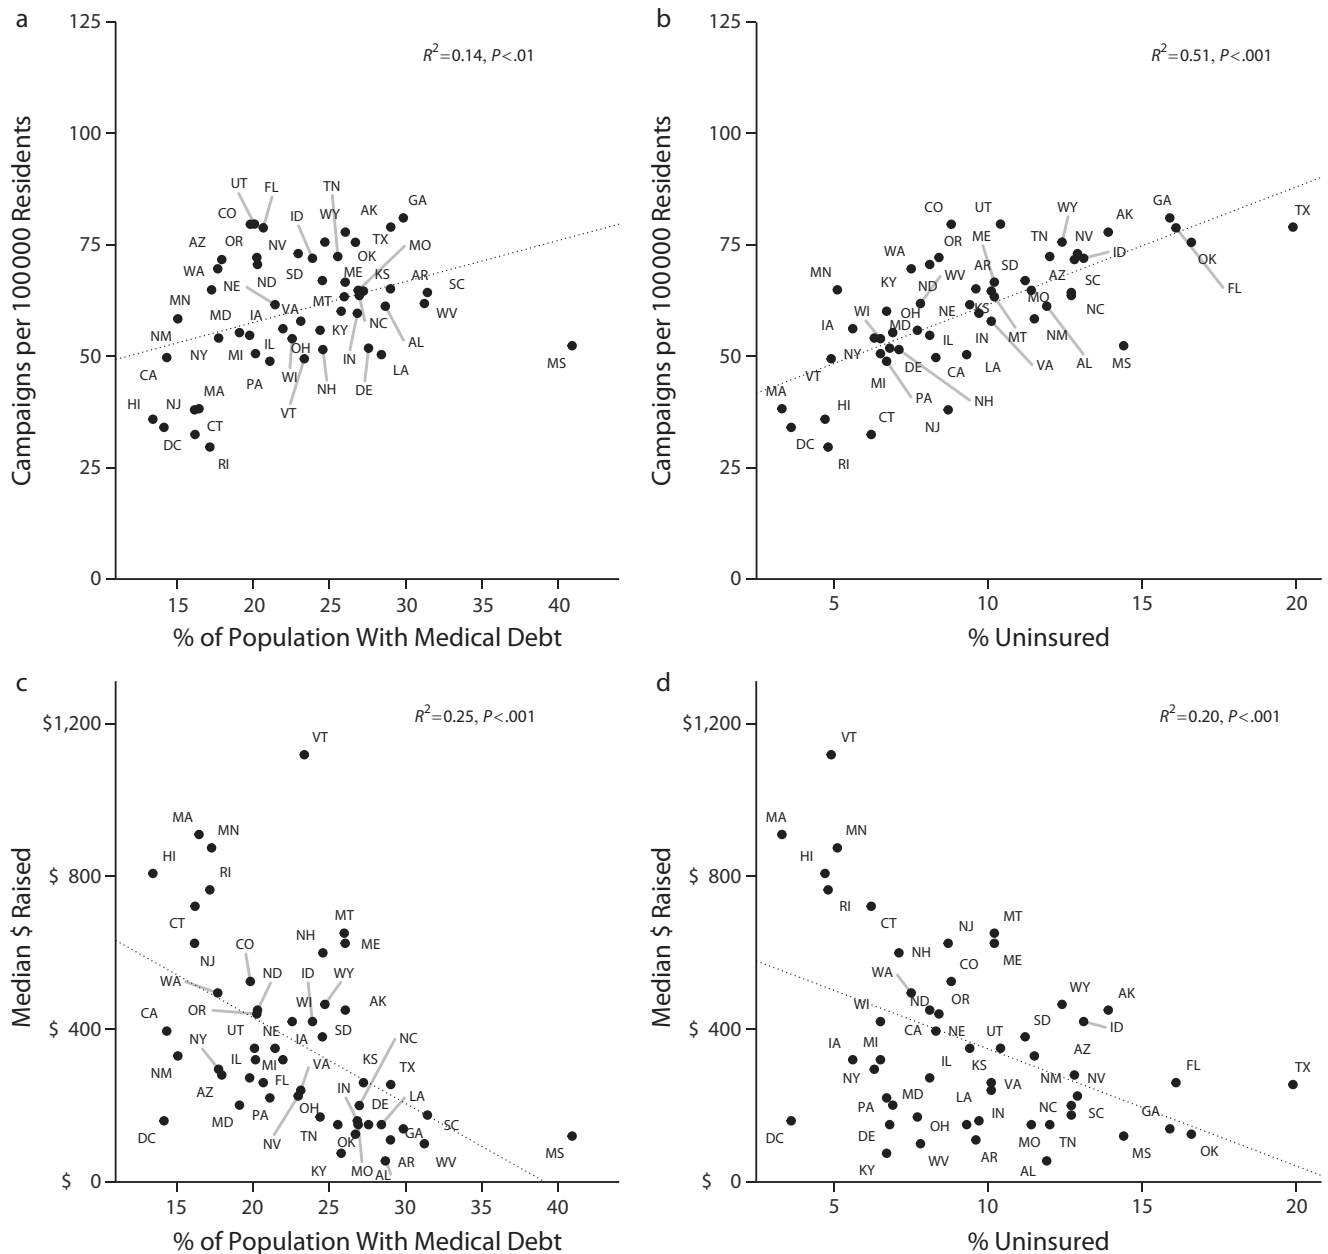 a
125
R²=0.14, P<.01
100
75
50
25
0
Campaigns per 100 000 Residents
UT FL TN
CO ID WY AK GA
AZ OR NV TX MO
WA ND SD OK
NE ME KS AR SC
MN MD IA VA MT WV
NM IL KY NC
NY MI OH AL
CA PA WI NH IN DE LA MS
HI NJ MA VT
CT
DC
RI
15 20 25 30 35 40
% of Population With Medical Debt
b
125
R²=0.51, P<.001
100
75
50
25
0
Campaigns per 100 000 Residents
GA
CO UT WY AK TX
OR ME TN NV
WA ID OK
MN KY ND WV AR SD AZ SC FL
WI OH NE KS MO NC
IA MD IL IN MT NM
NY DE CA LA VA AL MS
VT MI
MA PA NH
HI CT NJ
DC
RI
5 10 15 20
% Uninsured
c
$1,200
R²=0.25, P<.001
$ 800
$ 400
$ 0
Median $ Raised
VT
MA MN
HI
RI
CT MT
NH ME
NJ CO
WA ND ID WY
CA OR WI AK
UT NE IA SD NC
NY IL MI VA KS TX
NM AZ FL IN LA
MD PA OH DE SC
DC NV TN OK GA MS
KY MO AL AR WV
15 20 25 30 35 40
% of Population With Medical Debt
d
$1,200
R²=0.20, P<.001
$ 800
$ 400
$ 0
Median $ Raised
VT
MA MN
HI
RI
CT NJ MT
NH ME
WA CO
WI ND OR WY AK
CA NE UT SD ID
IA MI AZ
NY IL KS NM NV FL TX
PA MD LA VA
DE OH IN NC SC GA
DC MO TN MS OK
KY WV AR AL
5 10 15 20
% Uninsured